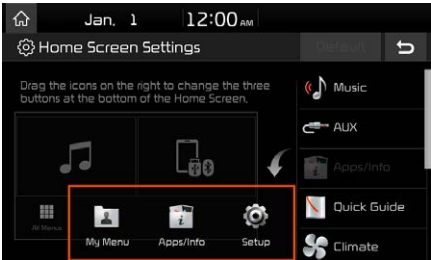 Jan. 1 12:00 AM
Home Screen Settings
Default
Drag the icons on the right to change the three
buttons at the bottom of the Home Screen.
Music
AUX
Apps/Info
Quick Guide
Climate
All Menus
My Menu
Apps/Info
Setup